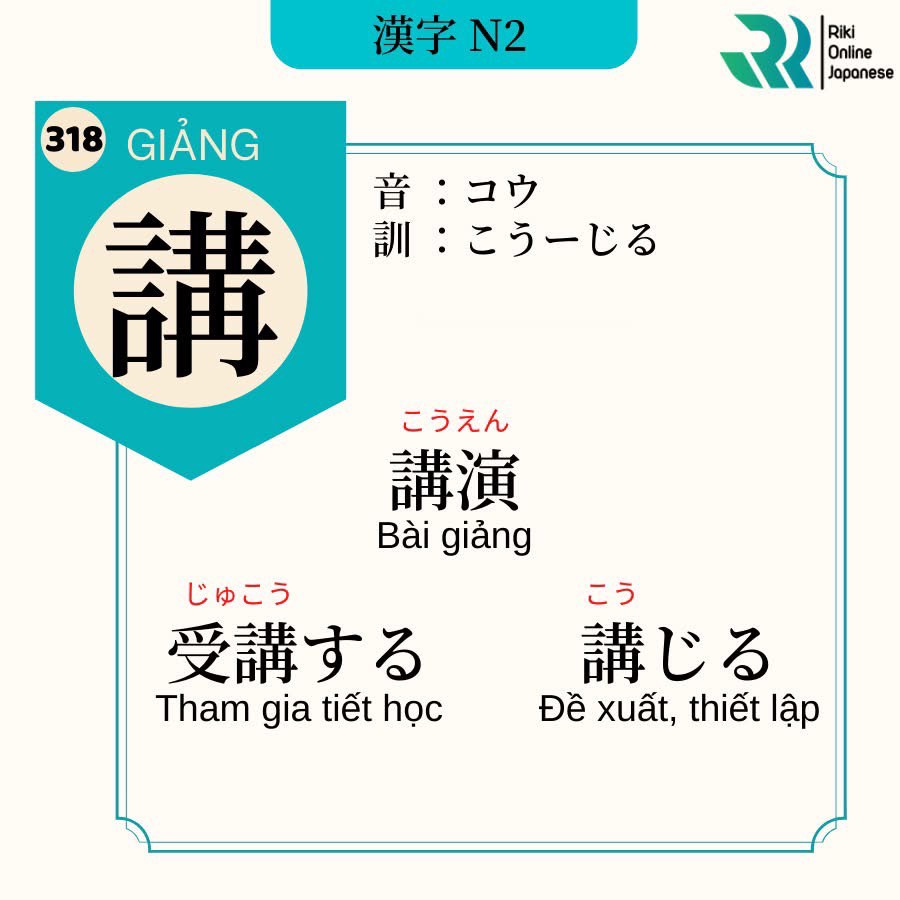 漢字 N2
Riki
Online
Japanese
318
GIẢNG
講
音 ：コウ
訓 ：こうーじる
こうえん
講演
Bài giảng
じゅこう
受講する
Tham gia tiết học
こう
講じる
Đề xuất, thiết lập